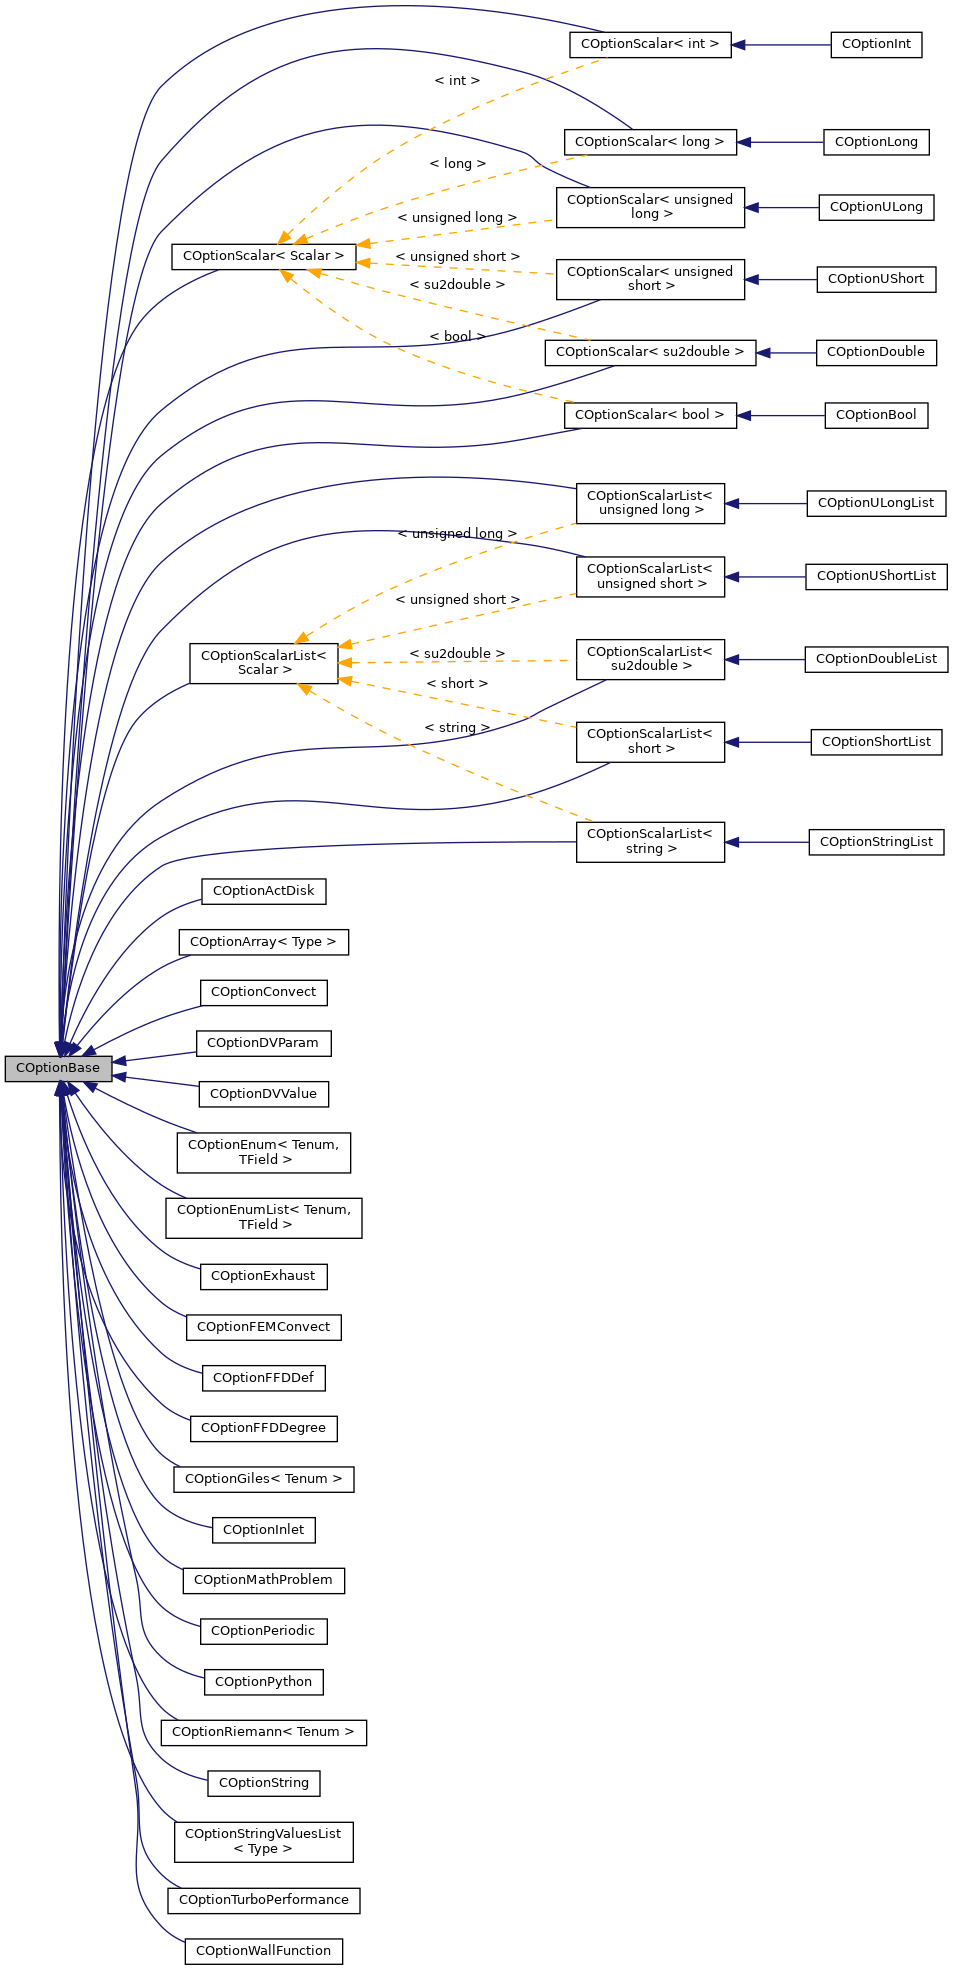 COptionScalar< int >
COptionInt
< int >
COptionScalar< long >
COptionLong
< long >
COptionScalar< unsigned
long >
COptionULong
< unsigned long >
COptionScalar< Scalar >
< unsigned short >
COptionScalar< unsigned
short >
COptionUShort
< su2double >
< bool >
COptionScalar< su2double >
COptionDouble
COptionScalar< bool >
COptionBool
COptionScalarList<
unsigned long >
COptionULongList
< unsigned long >
COptionScalarList<
unsigned short >
COptionUShortList
< unsigned short >
COptionScalarList<
Scalar >
< su2double >
COptionScalarList<
su2double >
COptionDoubleList
< short >
< string >
COptionScalarList<
short >
COptionShortList
COptionScalarList<
string >
COptionStringList
COptionActDisk
COptionArray< Type >
COptionConvect
COptionDVParam
COptionBase
COptionDVValue
COptionEnum< Tenum,
TField >
COptionEnumList< Tenum,
TField >
COptionExhaust
COptionFEMConvect
COptionFFDDef
COptionFFDDegree
COptionGiles< Tenum >
COptionInlet
COptionMathProblem
COptionPeriodic
COptionPython
COptionRiemann< Tenum >
COptionString
COptionStringValuesList
< Type >
COptionTurboPerformance
COptionWallFunction